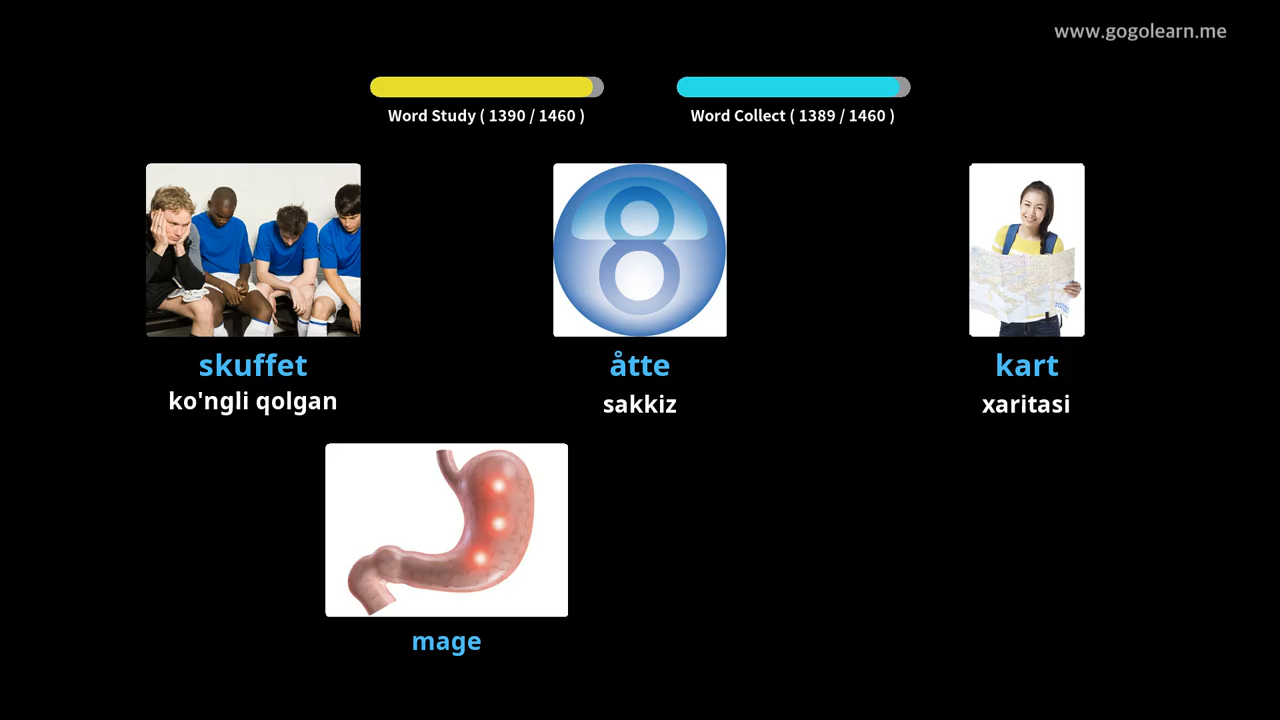 www.gogolearn.me
Word Study ( 1390 / 1460 )
Word Collect ( 1389 / 1460 )
8
skuffet
åtte
kart
ko'ngli qolgan
sakkiz
xaritasi
mage